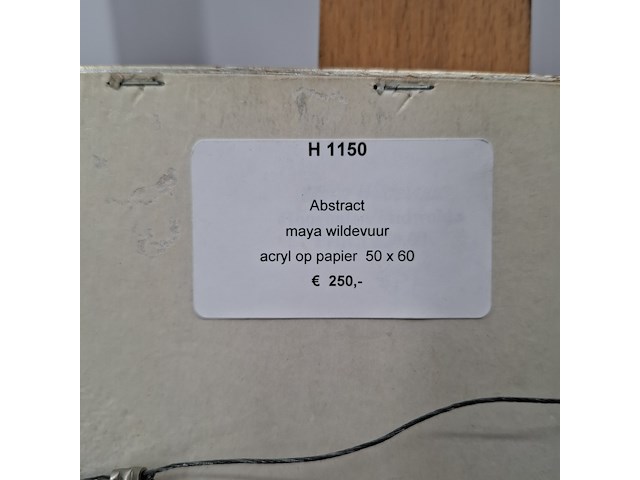 H 1150
Abstract
maya wildevuur
acryl op papier 50 x 60
€ 250,-